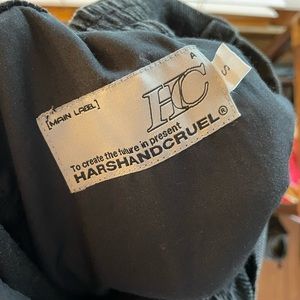 [MAIN LABEL]
A
HC
S
To create the future in present
HARSHANDCRUEL®